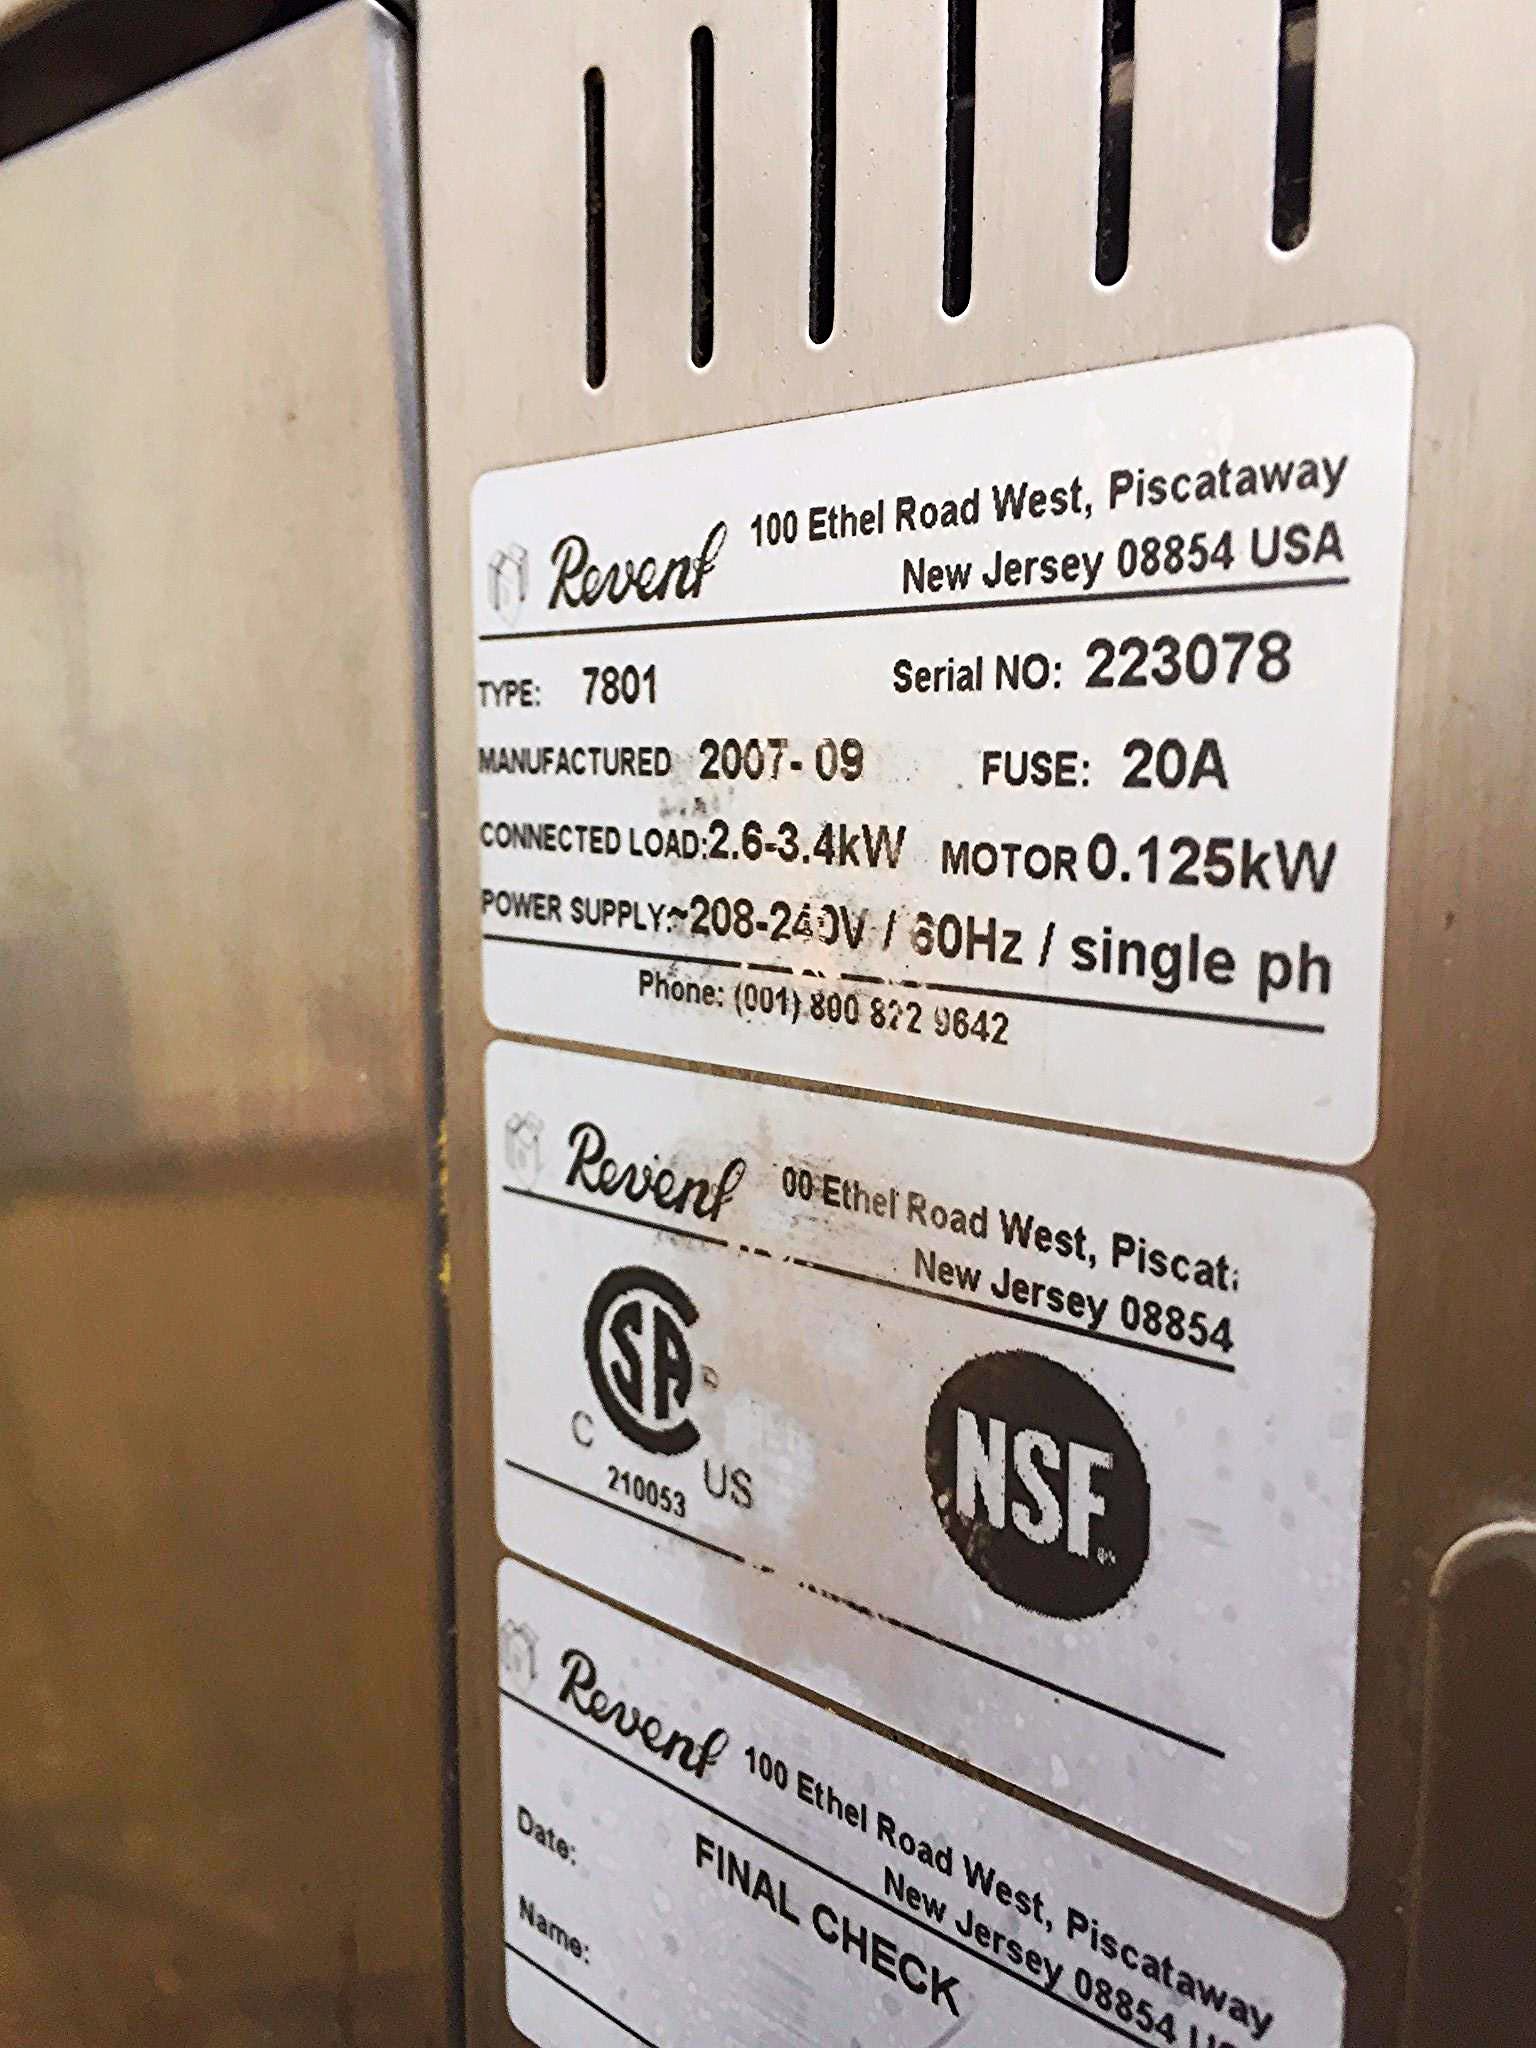 Revent 100 Ethel Road West, Piscataway
New Jersey 08854 USA
TYPE: 7801 Serial NO: 223078
MANUFACTURED 2007-09 FUSE: 20A
CONNECTED LOAD:2.6-3.4kW MOTOR 0.125kW
POWER SUPPLY:~208-240V / 60Hz / single ph
Phone: (001) 800 822 9642
Revent 00 Ethel Road West, Piscata
New Jersey 08854
CSA
C US
210053
NSF®
Revent 100 Ethel Road West, Piscataway
New Jersey 08854 US
Date: FINAL CHECK
Name: